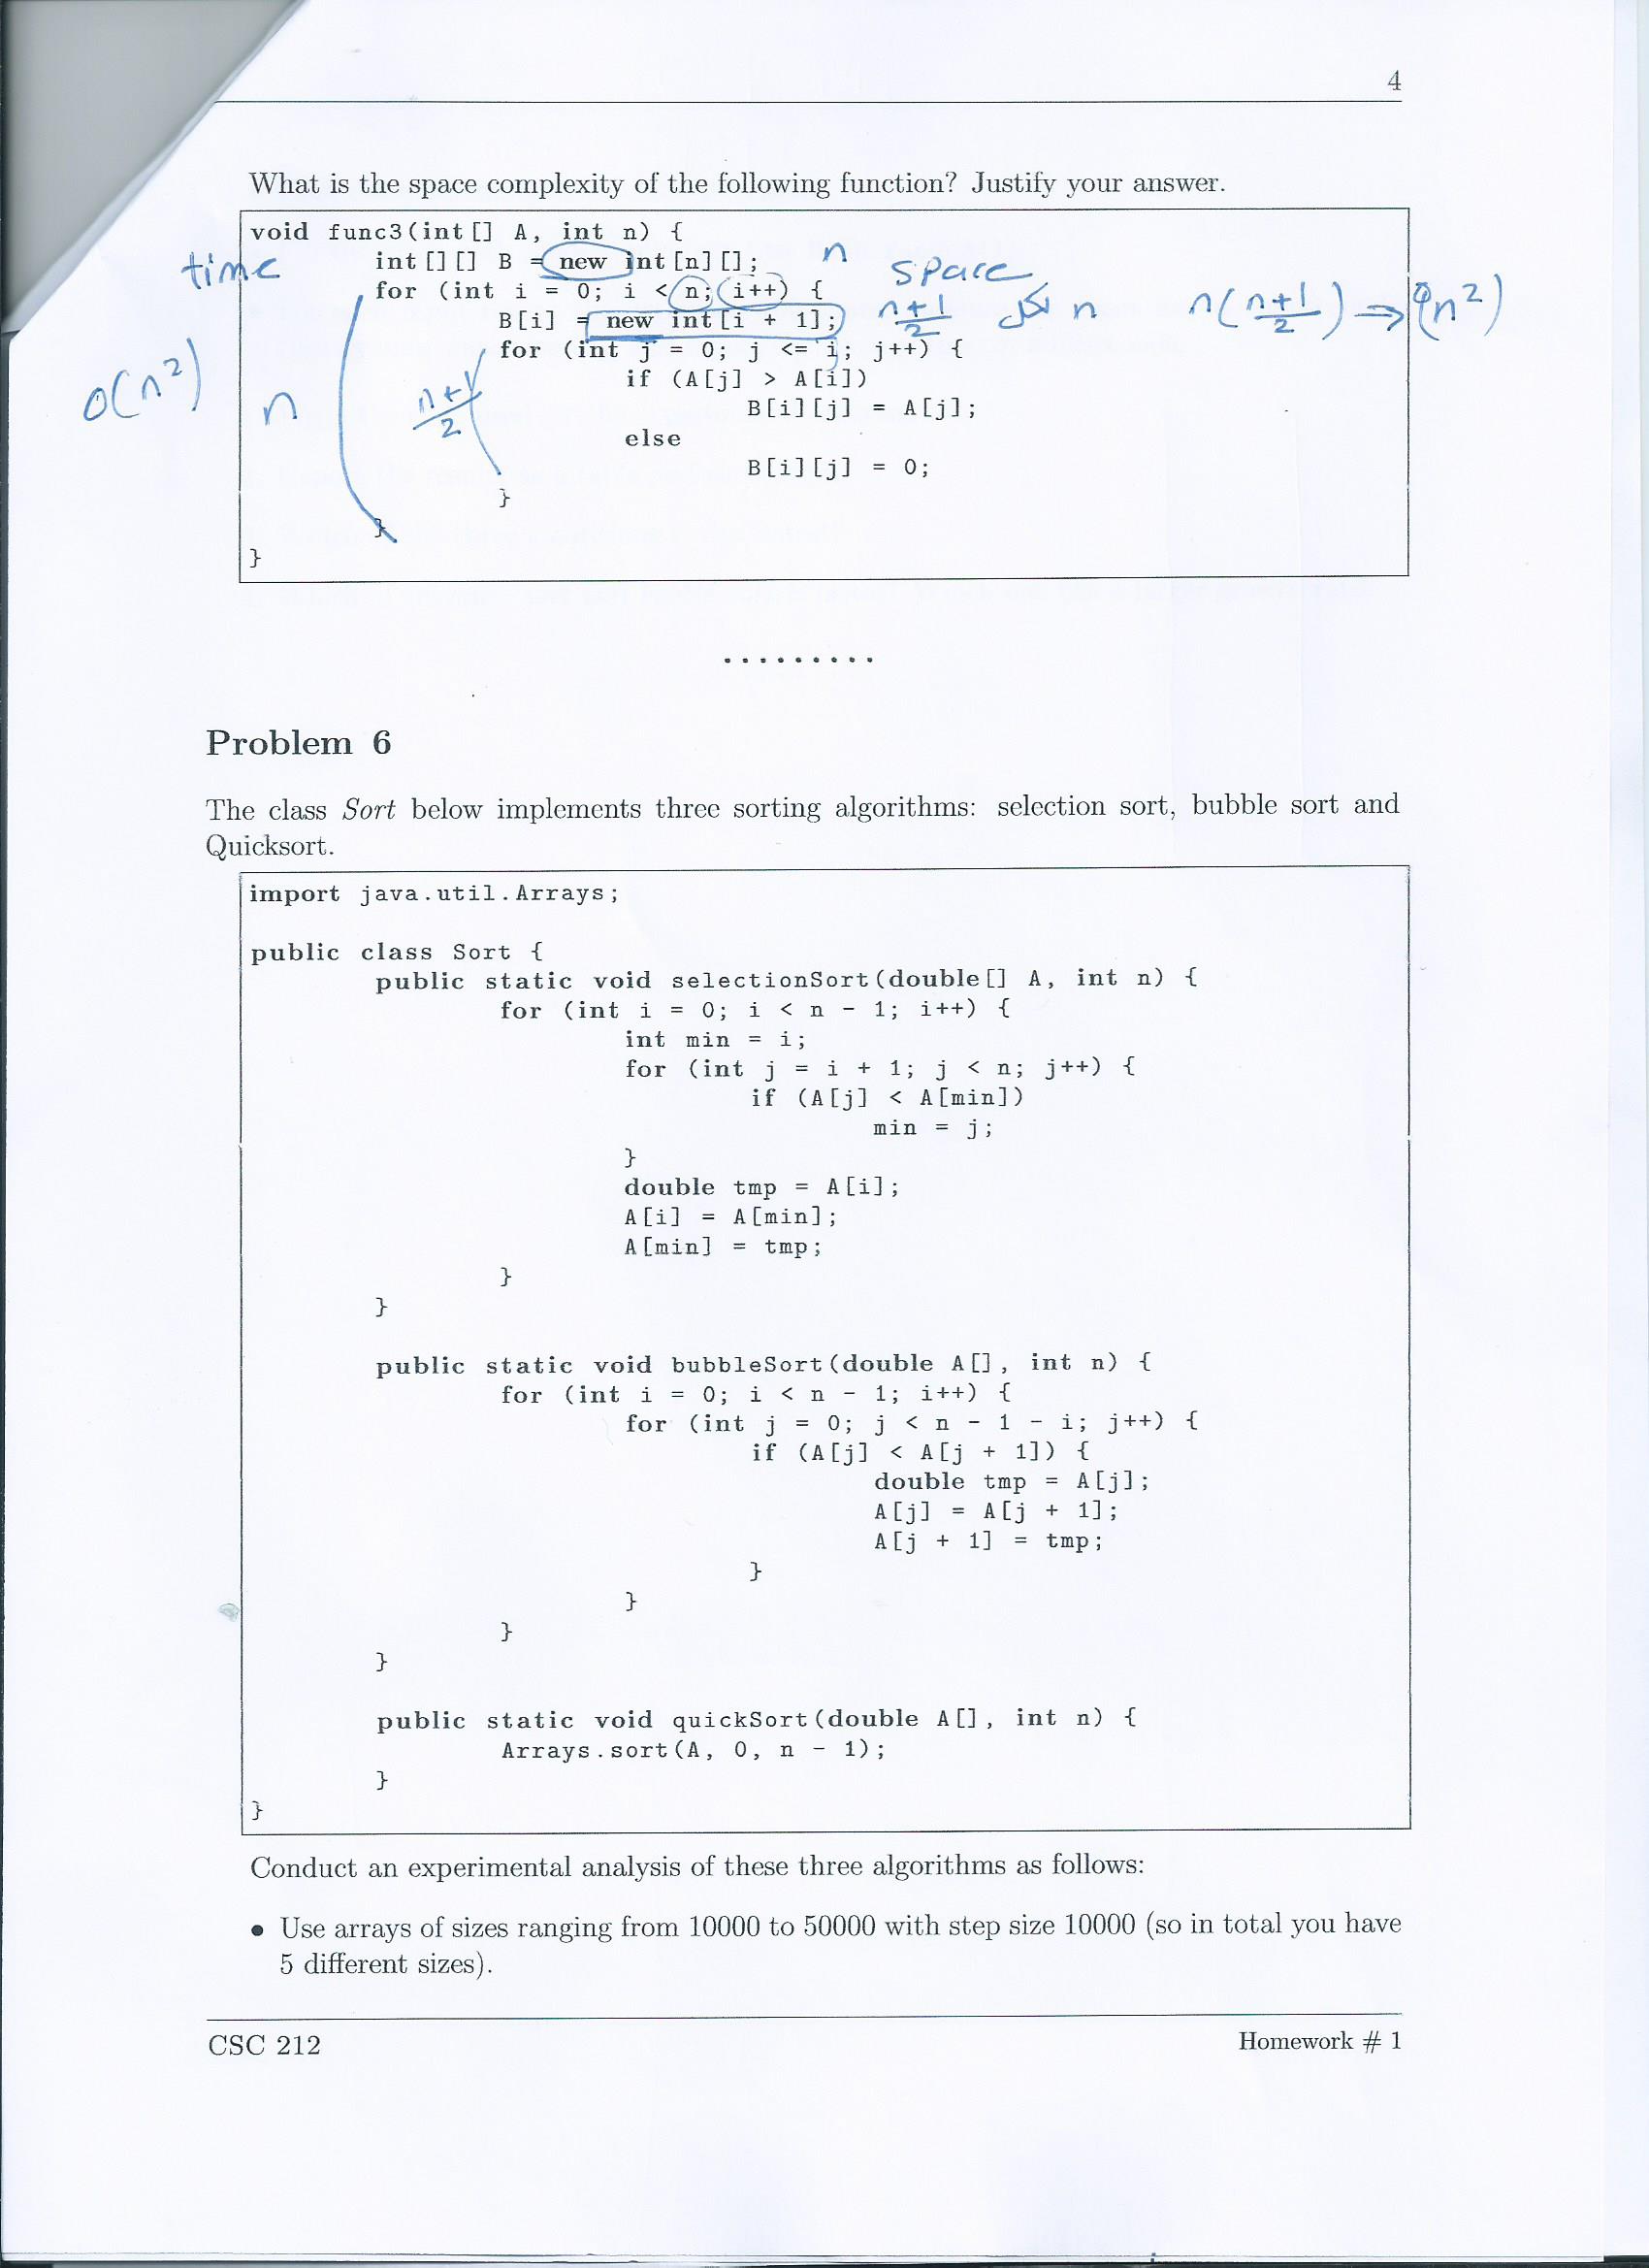 4
What is the space complexity of the following function? Justify your answer.
void func3(int[] A, int n) {
time int[][] B = new int[n][]; n space
for (int i = 0; i < n; i++) {
B[i] = new int[i + 1]; n+1/2 لكل n n(n+1/2) ⇒ O(n²)
for (int j = 0; j <= i; j++) {
if (A[j] > A[i])
O(n²) n n+1/2 B[i][j] = A[j];
else
B[i][j] = 0;
}
}
}
.........
Problem 6
The class Sort below implements three sorting algorithms: selection sort, bubble sort and
Quicksort.
import java.util.Arrays;
public class Sort {
public static void selectionSort(double[] A, int n) {
for (int i = 0; i < n - 1; i++) {
int min = i;
for (int j = i + 1; j < n; j++) {
if (A[j] < A[min])
min = j;
}
double tmp = A[i];
A[i] = A[min];
A[min] = tmp;
}
}
public static void bubbleSort(double A[], int n) {
for (int i = 0; i < n - 1; i++) {
for (int j = 0; j < n - 1 - i; j++) {
if (A[j] < A[j + 1]) {
double tmp = A[j];
A[j] = A[j + 1];
A[j + 1] = tmp;
}
}
}
}
public static void quickSort(double A[], int n) {
Arrays.sort(A, 0, n - 1);
}
}
Conduct an experimental analysis of these three algorithms as follows:
• Use arrays of sizes ranging from 10000 to 50000 with step size 10000 (so in total you have
5 different sizes).
CSC 212 Homework # 1